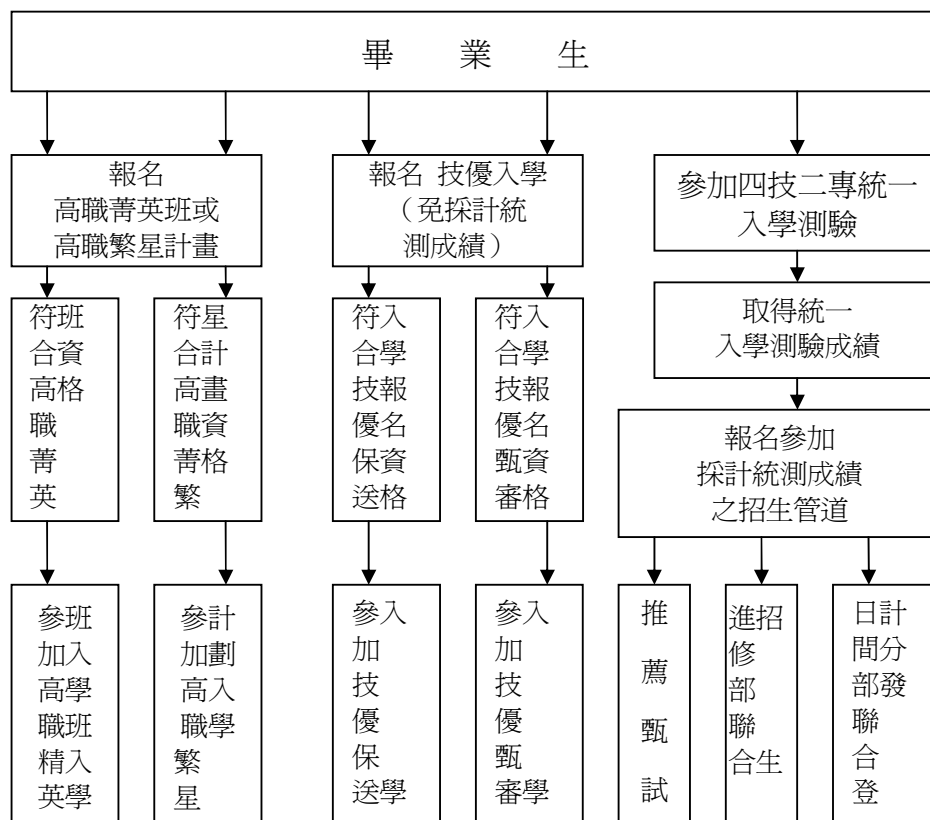 畢 業 生
報名
高職菁英班或
高職繁星計畫
報名 技優入學
（免採計統
測成績）
參加四技二專統一
入學測驗
符合高職菁英
班資格
符合高職菁繁
星計畫資格
符合技優保送
入學報名資格
符合技優甄審
入學報名資格
取得統一
入學測驗成績
報名參加
採計統測成績
之招生管道
參加高職精英
班入學班入學
參加高職繁星
計劃入學
參加技優保送
入學
參加技優甄審
入學
推薦甄試
進修部聯合
招生
日間部聯合登
計分發